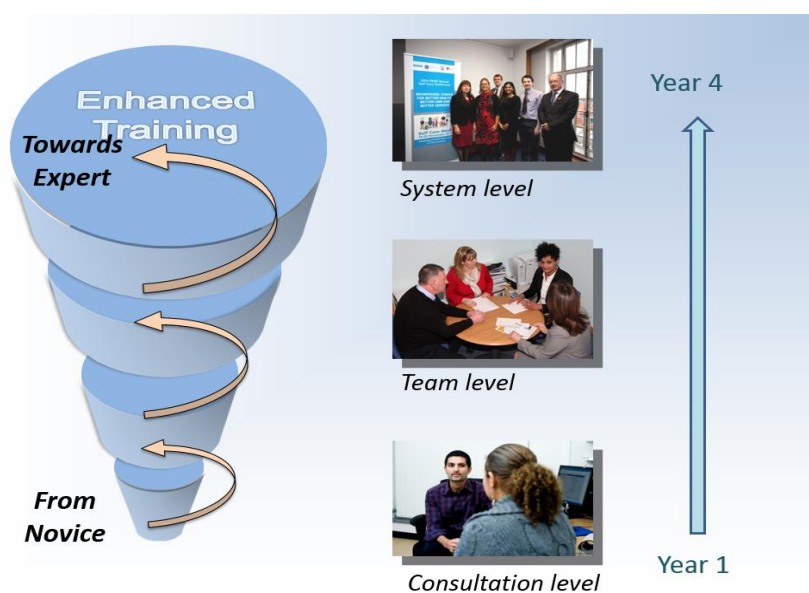 Enhanced
Training
Towards
Expert
From
Novice
System level
Team level
Consultation level
Year 4
Year 1